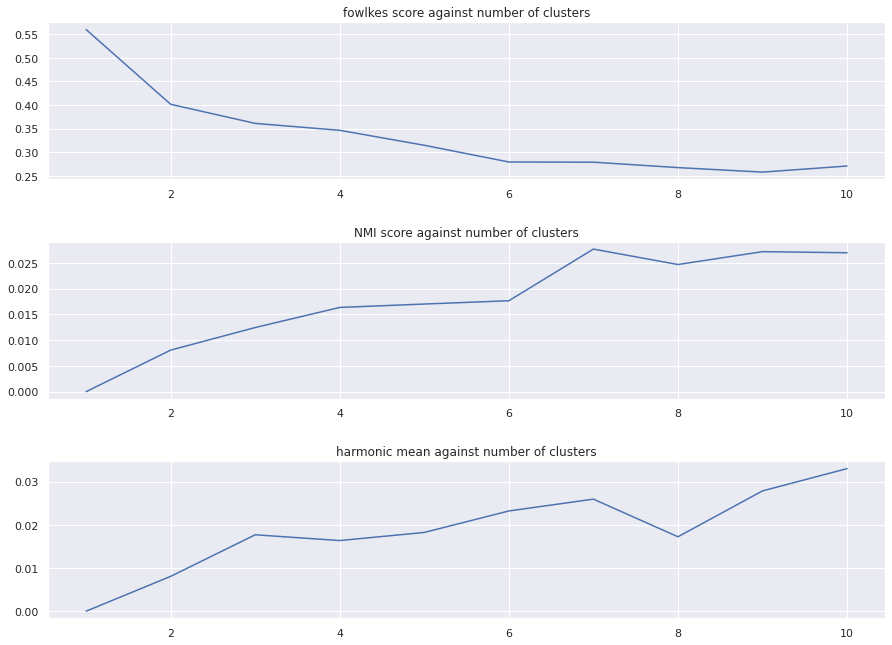 fowlkes score against number of clusters
0.55
0.50
0.45
0.40
0.35
0.30
0.25
2 4 6 8 10
NMI score against number of clusters
0.025
0.020
0.015
0.010
0.005
0.000
2 4 6 8 10
harmonic mean against number of clusters
0.03
0.02
0.01
0.00
2 4 6 8 10